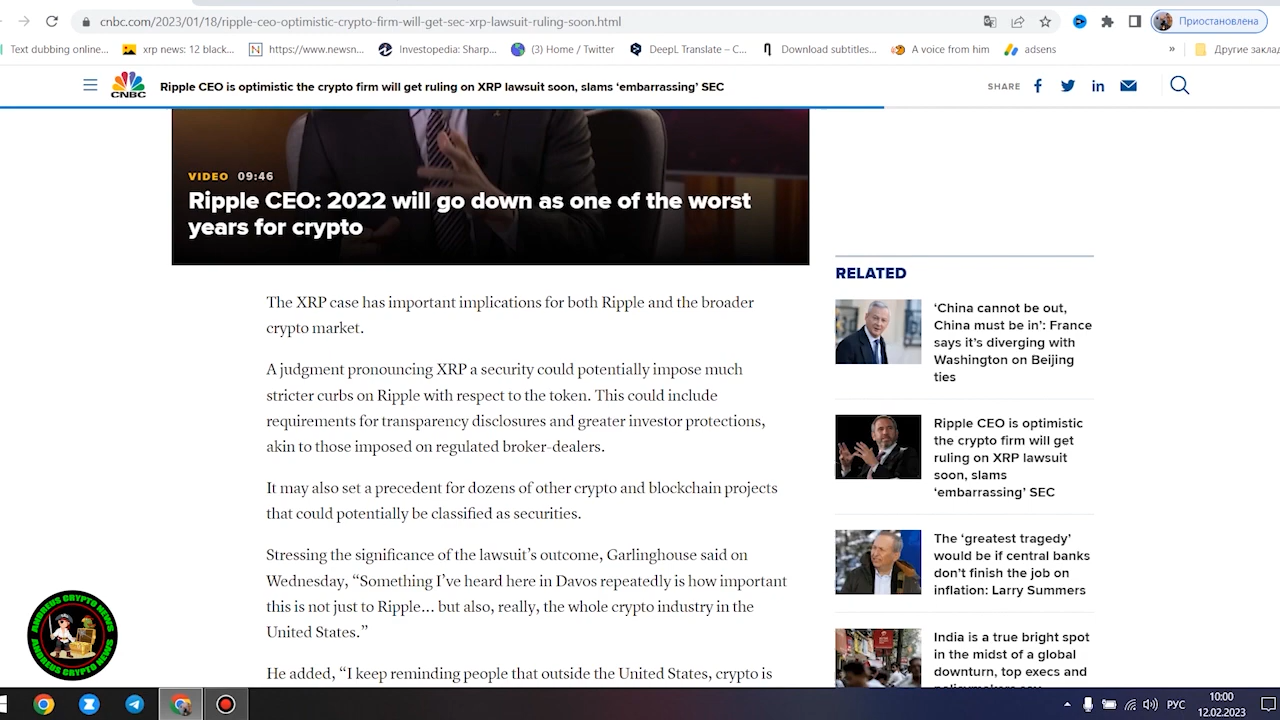 cnbc.com/2023/01/18/ripple-ceo-optimistic-crypto-firm-will-get-sec-xrp-lawsuit-ruling-soon.html
Приостановлена
Text dubbing online...
xrp news: 12 black...
https://www.newsn...
Investopedia: Sharp...
(3) Home / Twitter
DeepL Translate – C...
Download subtitles...
A voice from him
adsens
»
Другие заклад
CNBC
Ripple CEO is optimistic the crypto firm will get ruling on XRP lawsuit soon, slams ‘embarrassing’ SEC
SHARE
VIDEO 09:46
Ripple CEO: 2022 will go down as one of the worst
years for crypto
The XRP case has important implications for both Ripple and the broader
crypto market.
A judgment pronouncing XRP a security could potentially impose much
stricter curbs on Ripple with respect to the token. This could include
requirements for transparency disclosures and greater investor protections,
akin to those imposed on regulated broker-dealers.
It may also set a precedent for dozens of other crypto and blockchain projects
that could potentially be classified as securities.
Stressing the significance of the lawsuit’s outcome, Garlinghouse said on
Wednesday, “Something I’ve heard here in Davos repeatedly is how important
this is not just to Ripple... but also, really, the whole crypto industry in the
United States.”
He added, “I keep reminding people that outside the United States, crypto is
RELATED
‘China cannot be out,
China must be in’: France
says it’s diverging with
Washington on Beijing
ties
Ripple CEO is optimistic
the crypto firm will get
ruling on XRP lawsuit
soon, slams
‘embarrassing’ SEC
The ‘greatest tragedy’
would be if central banks
don’t finish the job on
inflation: Larry Summers
India is a true bright spot
in the midst of a global
downturn, top execs and
ANDREUS CRYPTO NEWS
ANDREUS CRYPTO NEWS
РУС
10:00
12.02.2023